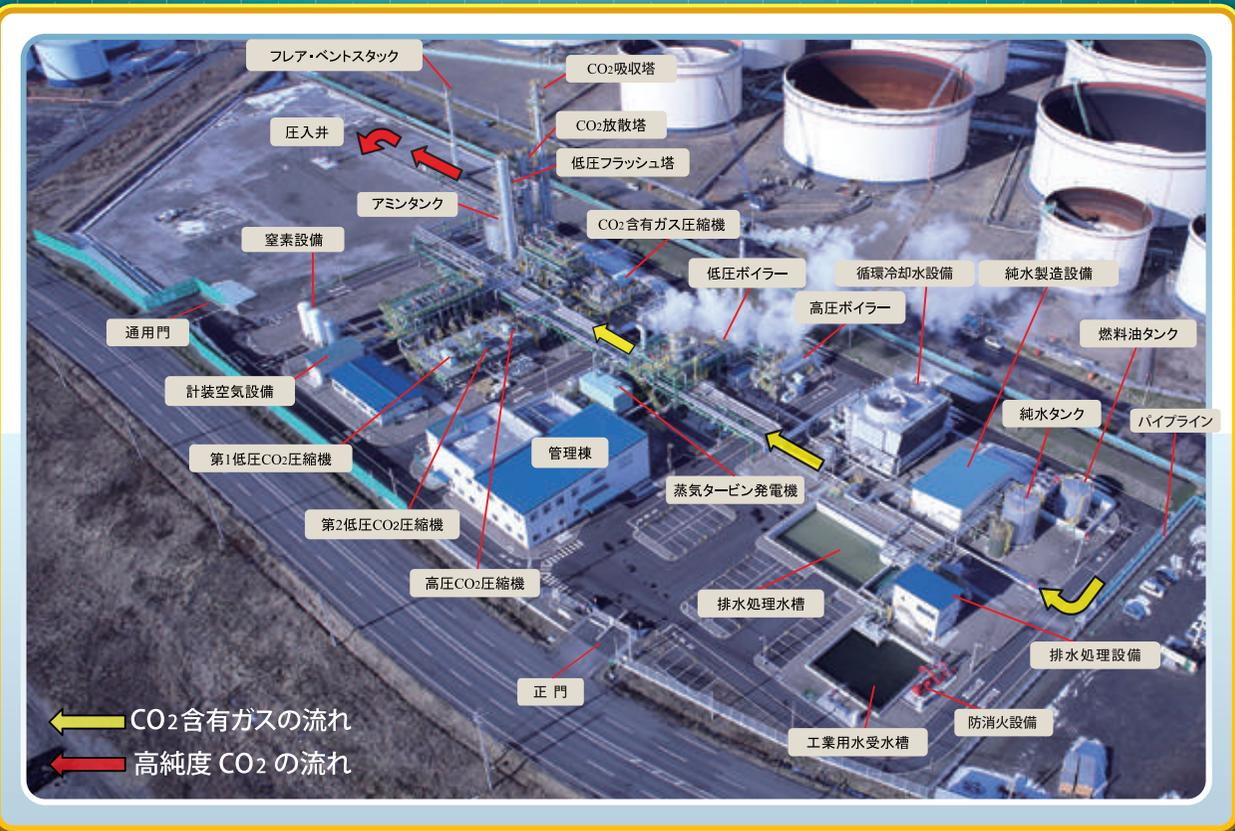 フレア・ベントスタック
CO2吸収塔
圧入井
CO2放散塔
低圧フラッシュ塔
アミンタンク
CO2含有ガス圧縮機
窒素設備
低圧ボイラー
循環冷却水設備
純水製造設備
高圧ボイラー
通用門
燃料油タンク
計装空気設備
純水タンク
パイプライン
第1低圧CO2圧縮機
管理棟
蒸気タービン発電機
第2低圧CO2圧縮機
高圧CO2圧縮機
排水処理水槽
排水処理設備
正 門
防消火設備
工業用水受水槽
CO2含有ガスの流れ
高純度 CO2 の流れ